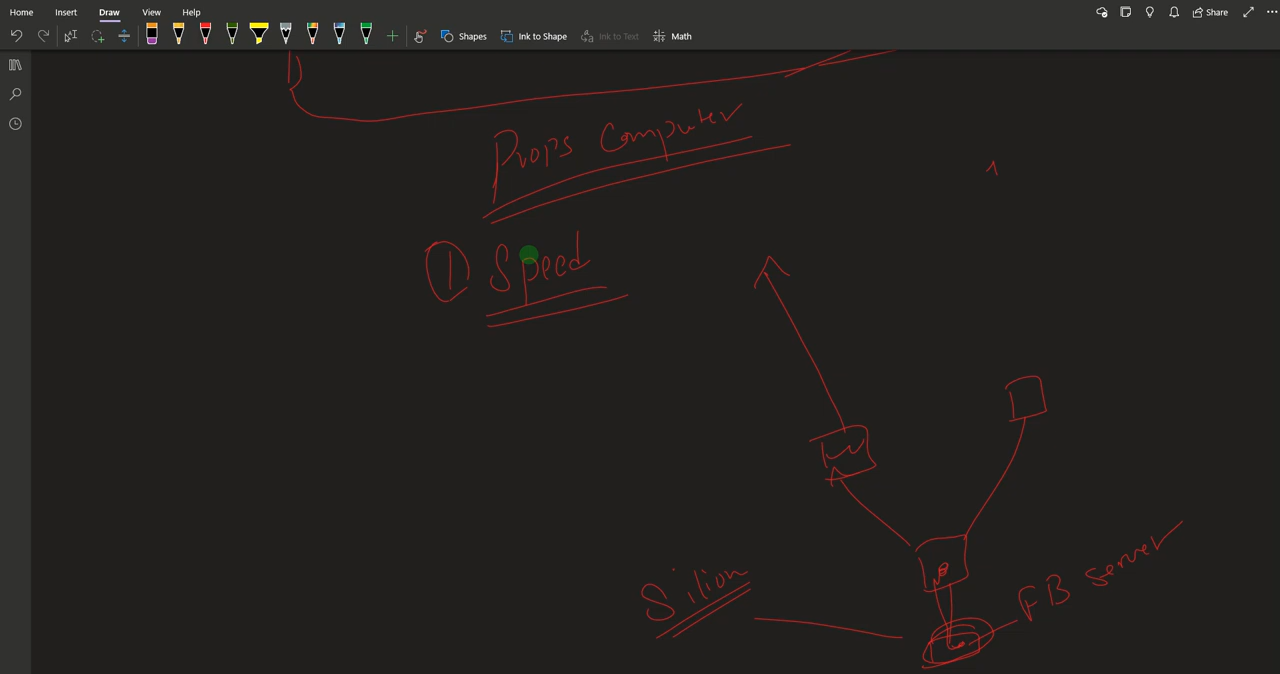 Home Insert Draw View Help Share
Shapes Ink to Shape Ink to Text Math
Props Computer
① Speed
Silion
FB Server